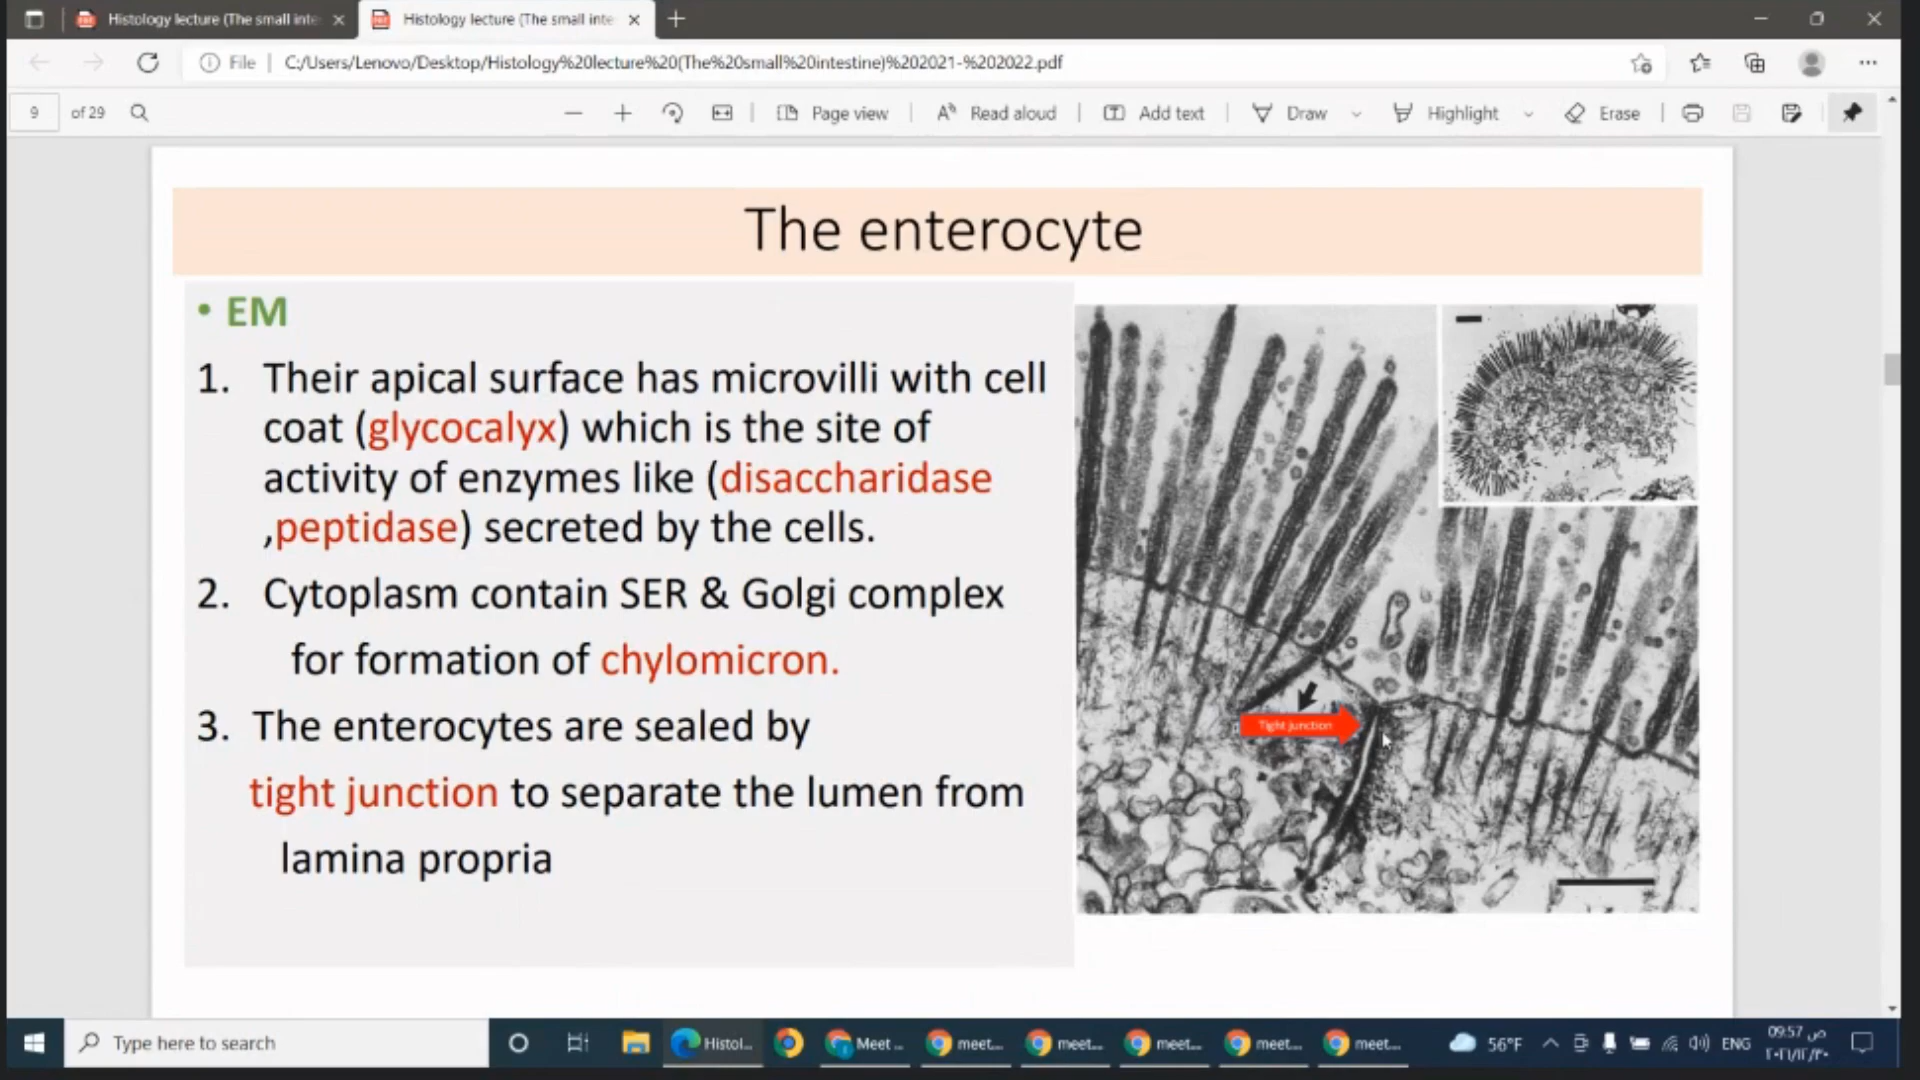 Histology lecture (The small inte
Histology lecture (The small inte
File
C:/Users/Lenovo/Desktop/Histology%20lecture%20(The%20small%20intestine)%202021-%202022.pdf
9 of 29
Page view
Read aloud
Add text
Draw
Highlight
Erase
The enterocyte
• EM
1. Their apical surface has microvilli with cell
coat (glycocalyx) which is the site of
activity of enzymes like (disaccharidase
,peptidase) secreted by the cells.
2. Cytoplasm contain SER & Golgi complex
for formation of chylomicron.
3. The enterocytes are sealed by
tight junction to separate the lumen from
lamina propria
Tight junction
Type here to search
Histol...
Meet ...
meet...
meet...
meet...
meet...
meet...
56°F
ENG
09:57 ص
٢٠٢١/١٢/٢٠